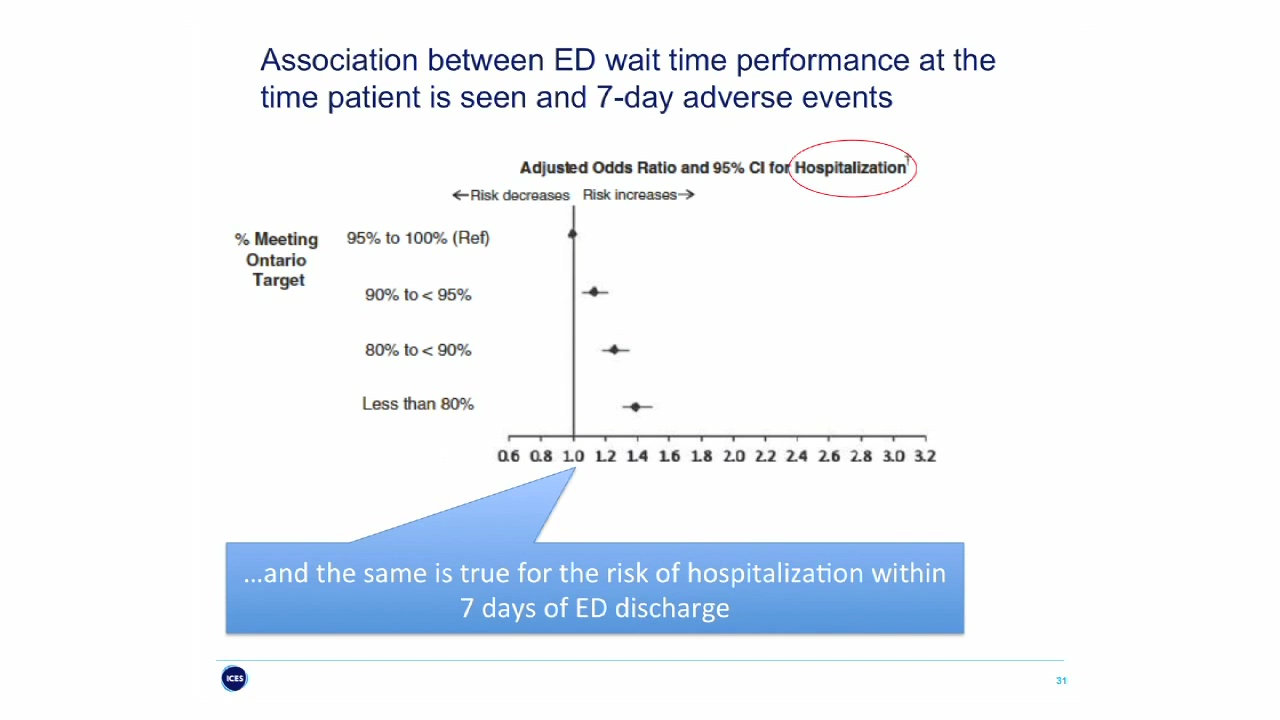 Association between ED wait time performance at the
time patient is seen and 7-day adverse events
Adjusted Odds Ratio and 95% CI for Hospitalization†
←Risk decreases Risk increases→
% Meeting
Ontario
Target
95% to 100% (Ref)
90% to < 95%
80% to < 90%
Less than 80%
0.6 0.8 1.0 1.2 1.4 1.6 1.8 2.0 2.2 2.4 2.6 2.8 3.0 3.2
...and the same is true for the risk of hospitalization within
7 days of ED discharge
ICES
31